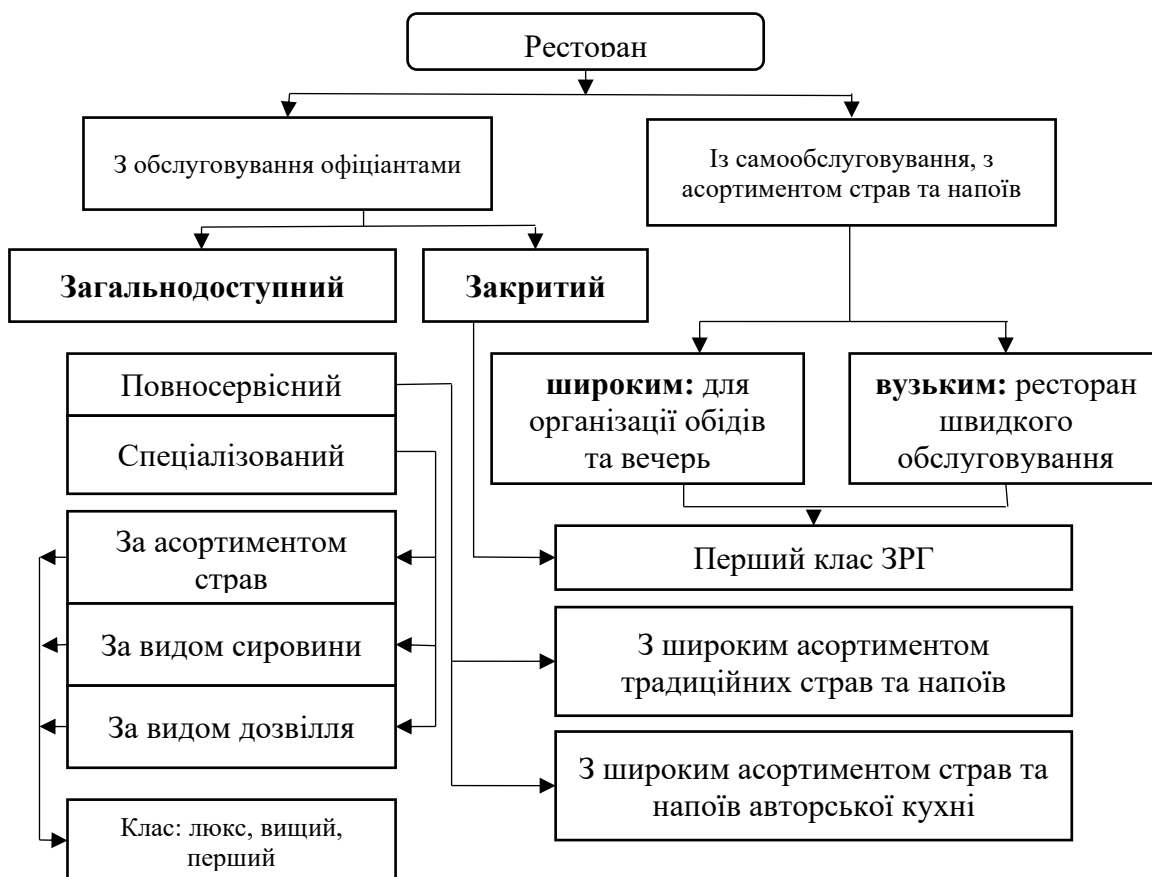 Ресторан
З обслуговування офіціантами
Із самообслуговування, з
асортиментом страв та напоїв
Загальнодоступний
Закритий
Повносервісний
Спеціалізований
широким: для
організації обідів
та вечерь
вузьким: ресторан
швидкого
обслуговування
За асортиментом
страв
Перший клас ЗРГ
За видом сировини
З широким асортиментом
традиційних страв та напоїв
За видом дозвілля
З широким асортиментом страв та
напоїв авторської кухні
Клас: люкс, вищий,
перший